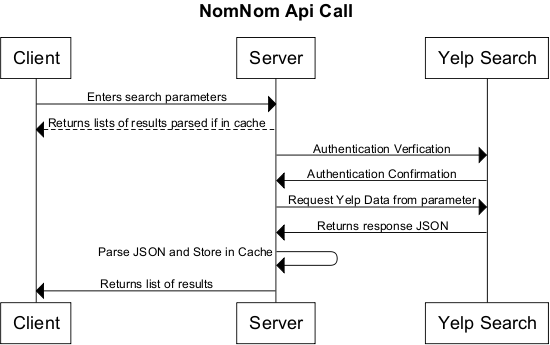 NomNom Api Call
Client
Server
Yelp Search
Enters search parameters
Returns lists of results parsed if in cache
Authentication Verfication
Authentication Confirmation
Request Yelp Data from parameter
Returns response JSON
Parse JSON and Store in Cache
Returns list of results
Client
Server
Yelp Search